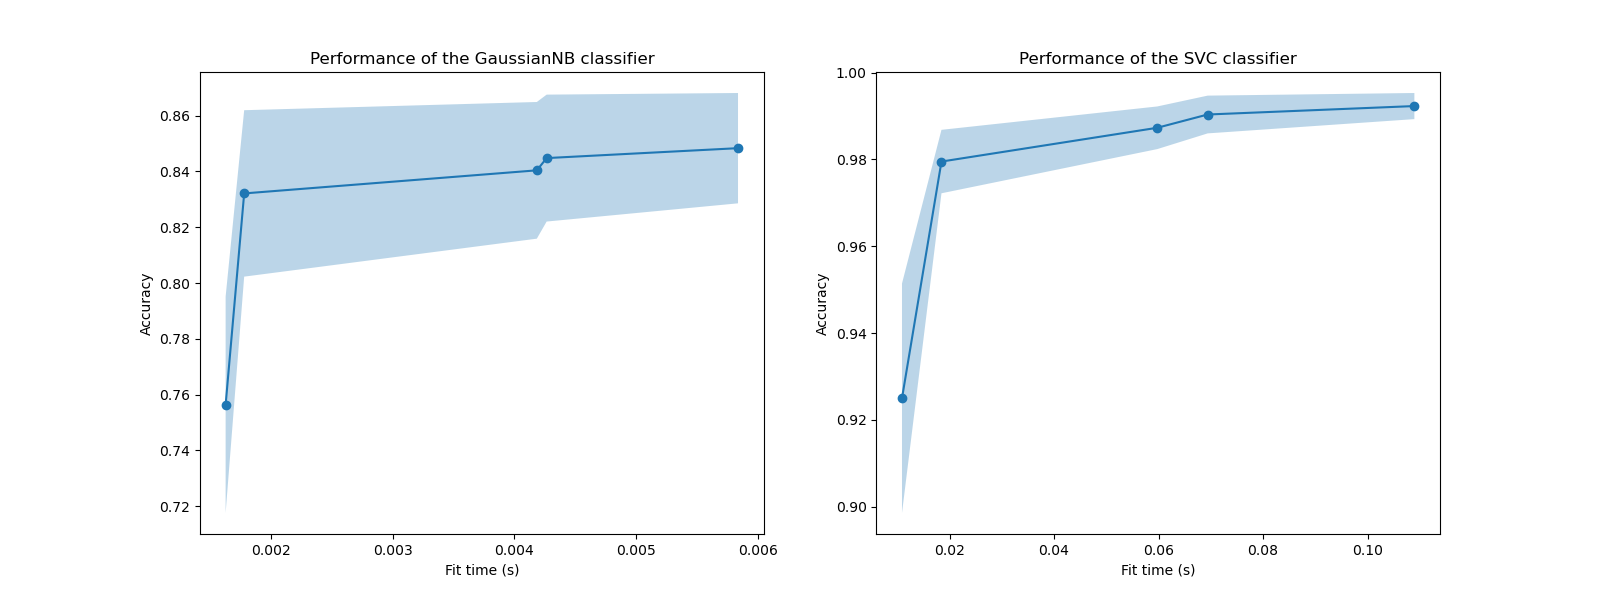 Performance of the GaussianNB classifier
Accuracy
0.86
0.84
0.82
0.80
0.78
0.76
0.74
0.72
0.002 0.003 0.004 0.005 0.006
Fit time (s)
Performance of the SVC classifier
Accuracy
1.00
0.98
0.96
0.94
0.92
0.90
0.02 0.04 0.06 0.08 0.10
Fit time (s)